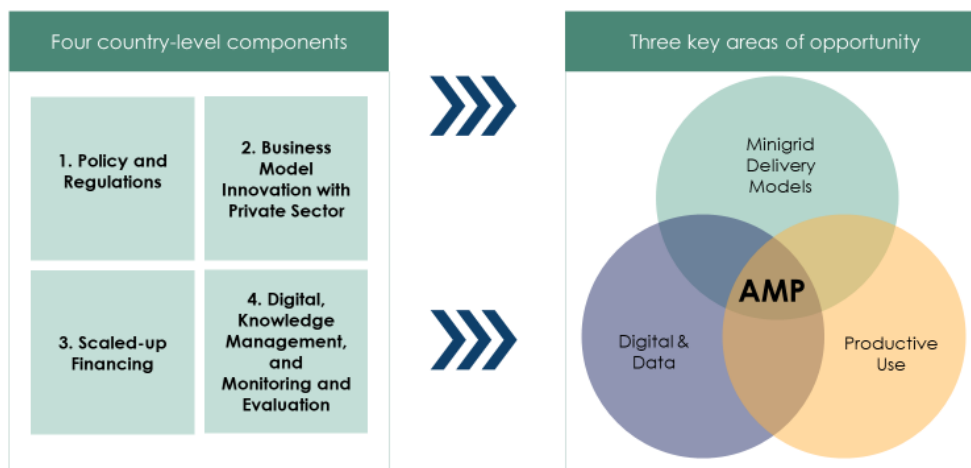 Four country-level components
1. Policy and
Regulations
2. Business
Model
Innovation with
Private Sector
3. Scaled-up
Financing
4. Digital,
Knowledge
Management,
and
Monitoring and
Evaluation
Three key areas of opportunity
Minigrid
Delivery
Models
AMP
Digital &
Data
Productive
Use